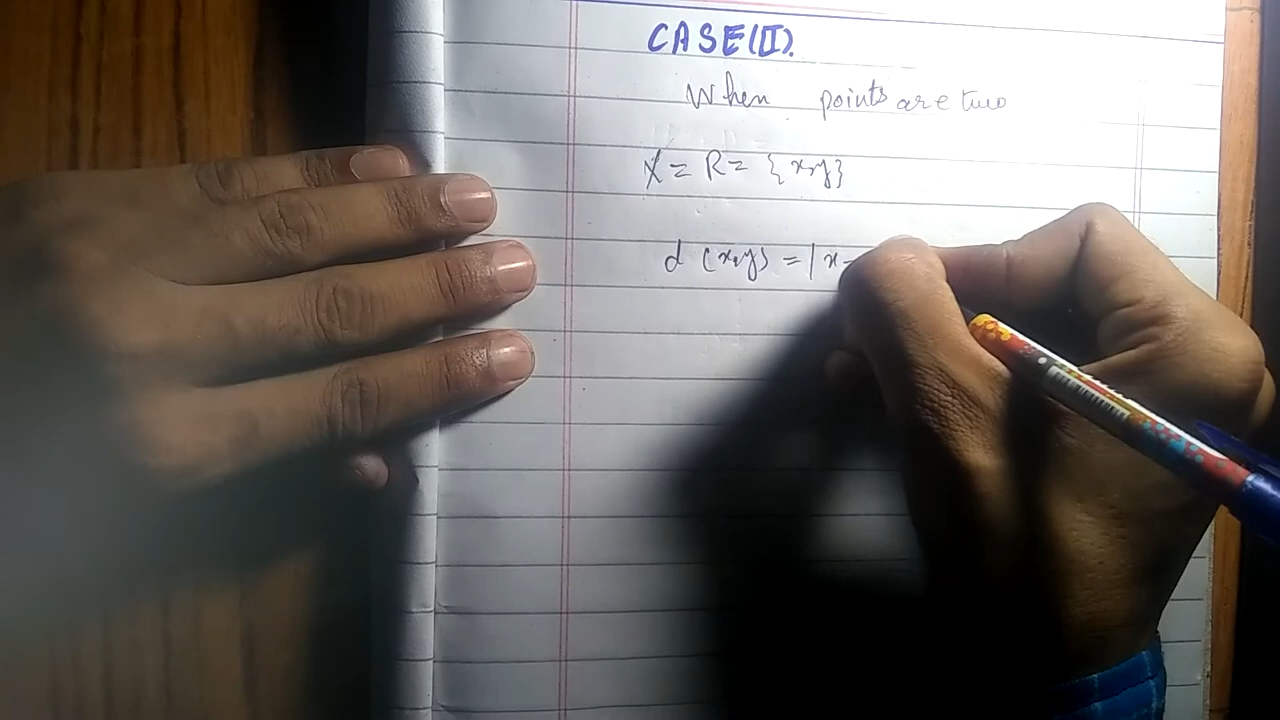 CASE(II).
When points are two
X = R = {x,y}
d (x,y) = |x-